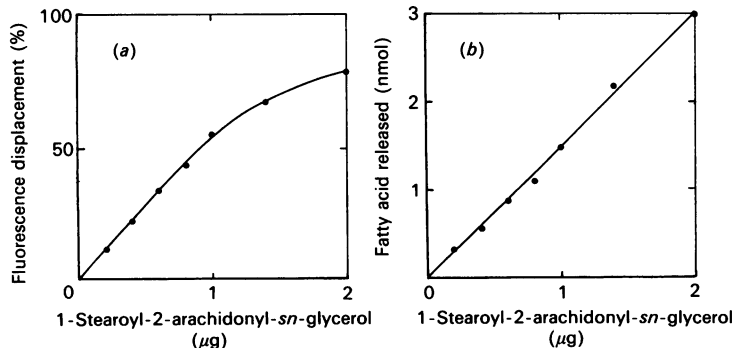 (a)
Fluorescence displacement (%)
100
50
0
1
2
1-Stearoyl-2-arachidonyl-sn-glycerol
(μg)
(b)
Fatty acid released (nmol)
3
2
1
0
1
2
1-Stearoyl-2-arachidonyl-sn-glycerol
(μg)